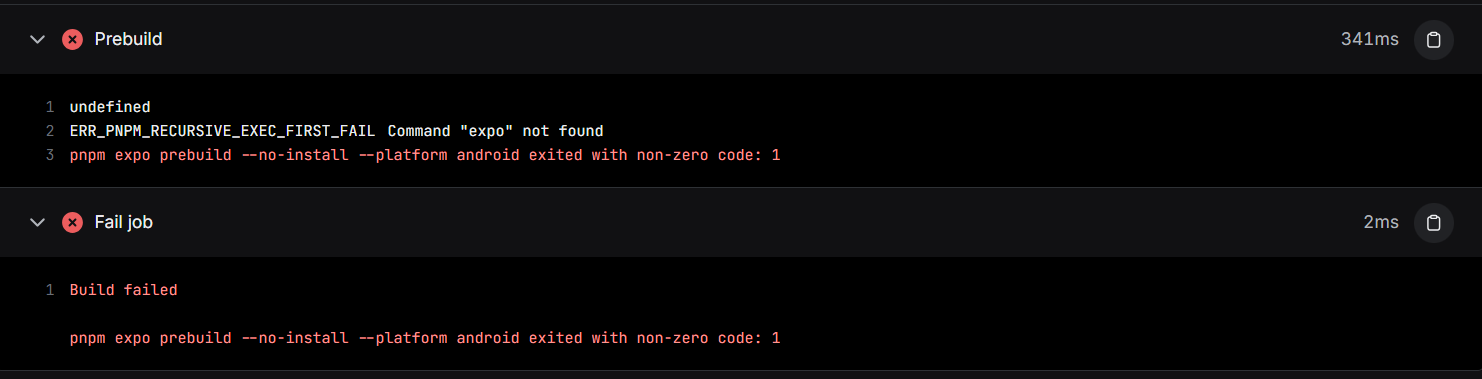 Prebuild 341ms
1 undefined
2 ERR_PNPM_RECURSIVE_EXEC_FIRST_FAIL Command "expo" not found
3 pnpm expo prebuild --no-install --platform android exited with non-zero code: 1
Fail job 2ms
1 Build failed
pnpm expo prebuild --no-install --platform android exited with non-zero code: 1